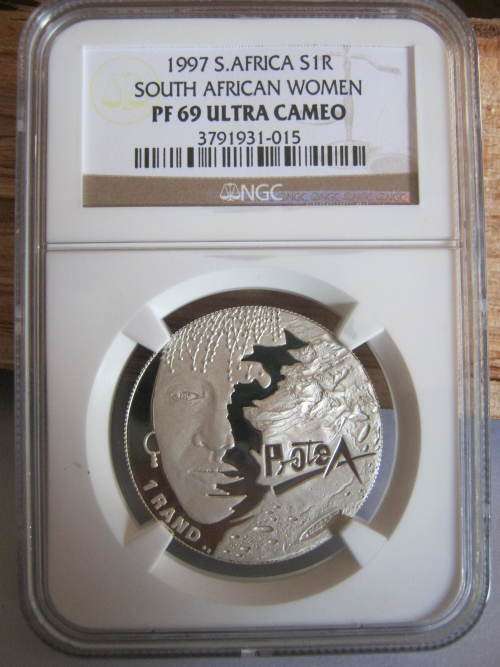 1997 S.AFRICA S1R
SOUTH AFRICAN WOMEN
PF 69 ULTRA CAMEO
3791931-015
NGC
ProteA
1 RAND..